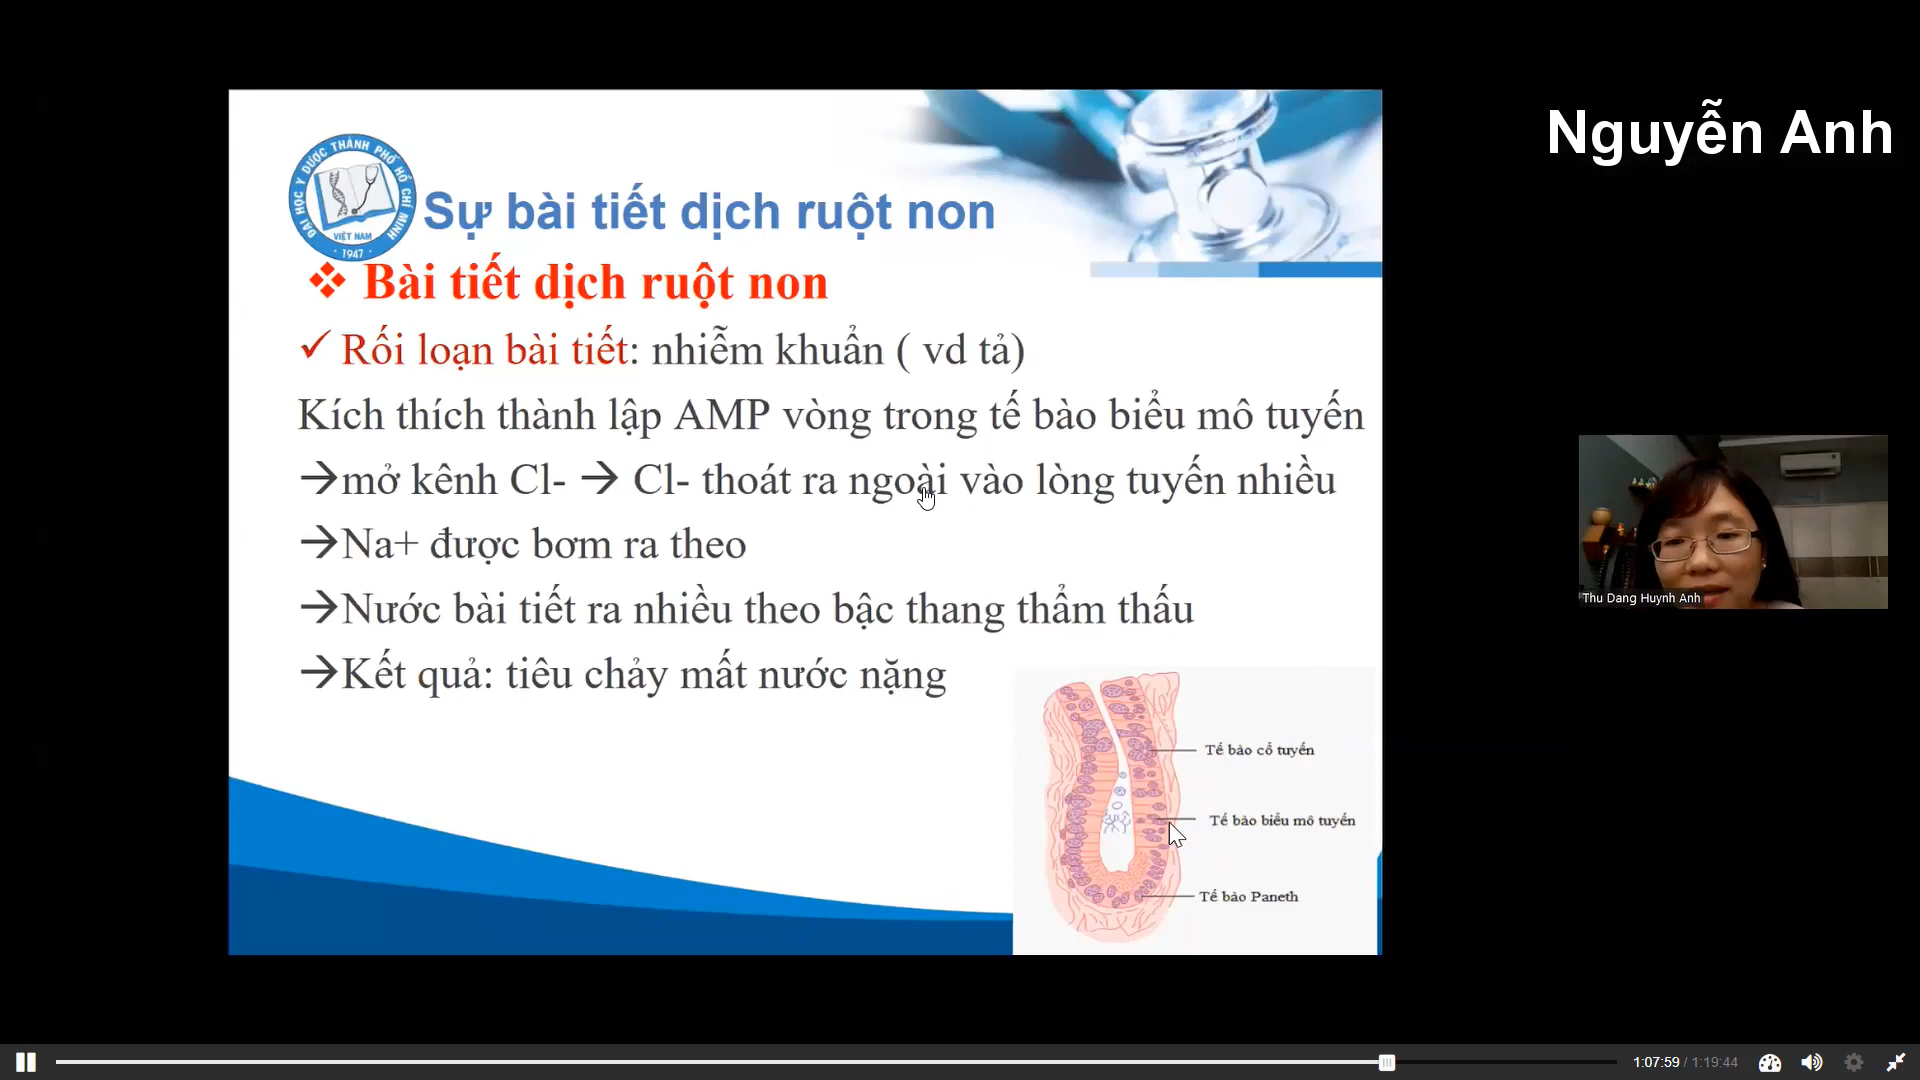 Nguyễn Anh
ĐẠI HỌC Y DƯỢC THÀNH PHỐ HỒ CHÍ MINH
VIỆT NAM
1947
Sự bài tiết dịch ruột non
❖ Bài tiết dịch ruột non
✓ Rối loạn bài tiết: nhiễm khuẩn ( vd tả)
Kích thích thành lập AMP vòng trong tế bào biểu mô tuyến
→mở kênh Cl- → Cl- thoát ra ngoài vào lòng tuyến nhiều
→Na+ được bơm ra theo
→Nước bài tiết ra nhiều theo bậc thang thẩm thấu
→Kết quả: tiêu chảy mất nước nặng
Tế bào cổ tuyến
Tế bào biểu mô tuyến
Tế bào Paneth
Thu Dang Huynh Anh
1:07:59 / 1:19:44